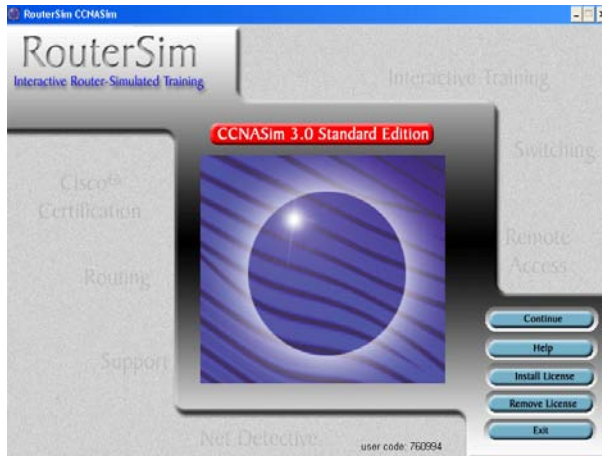 RouterSim CCNASim
RouterSim
Interactive Router-Simulated Training
Interactive Training
CCNASim 3.0 Standard Edition
Switching
Cisco
Certification
Remote
Access
Routing
Continue
Help
Support
Install License
Remove License
Exit
Net Detective
user code: 760994